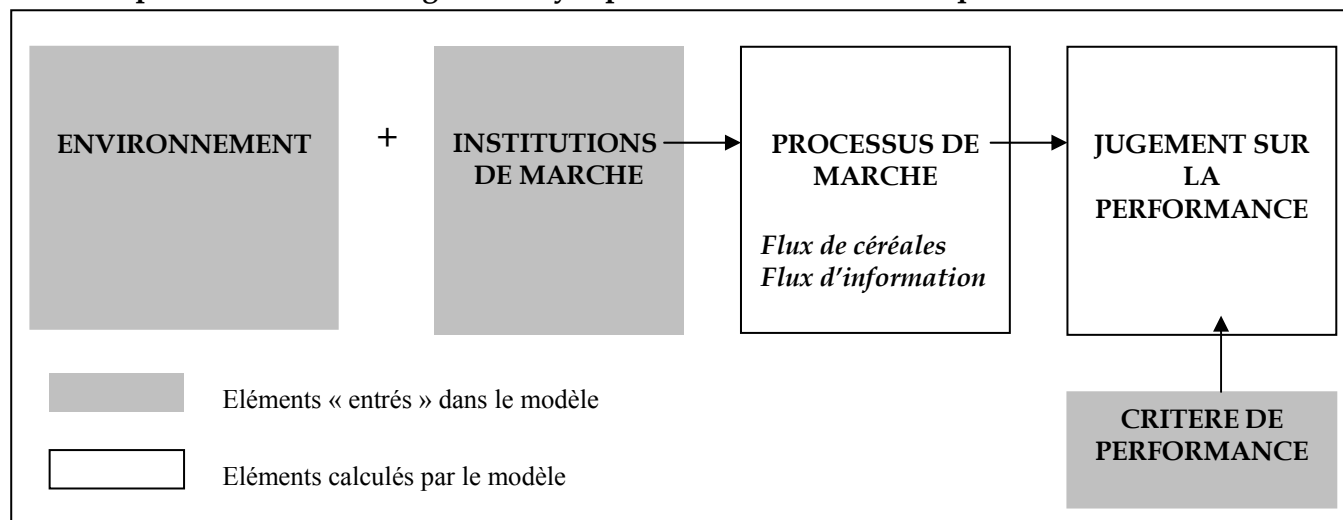 ENVIRONNEMENT
+
INSTITUTIONS
DE MARCHE
PROCESSUS DE
MARCHE
Flux de céréales
Flux d'information
JUGEMENT SUR
LA
PERFORMANCE
Eléments « entrés » dans le modèle
Eléments calculés par le modèle
CRITERE DE
PERFORMANCE